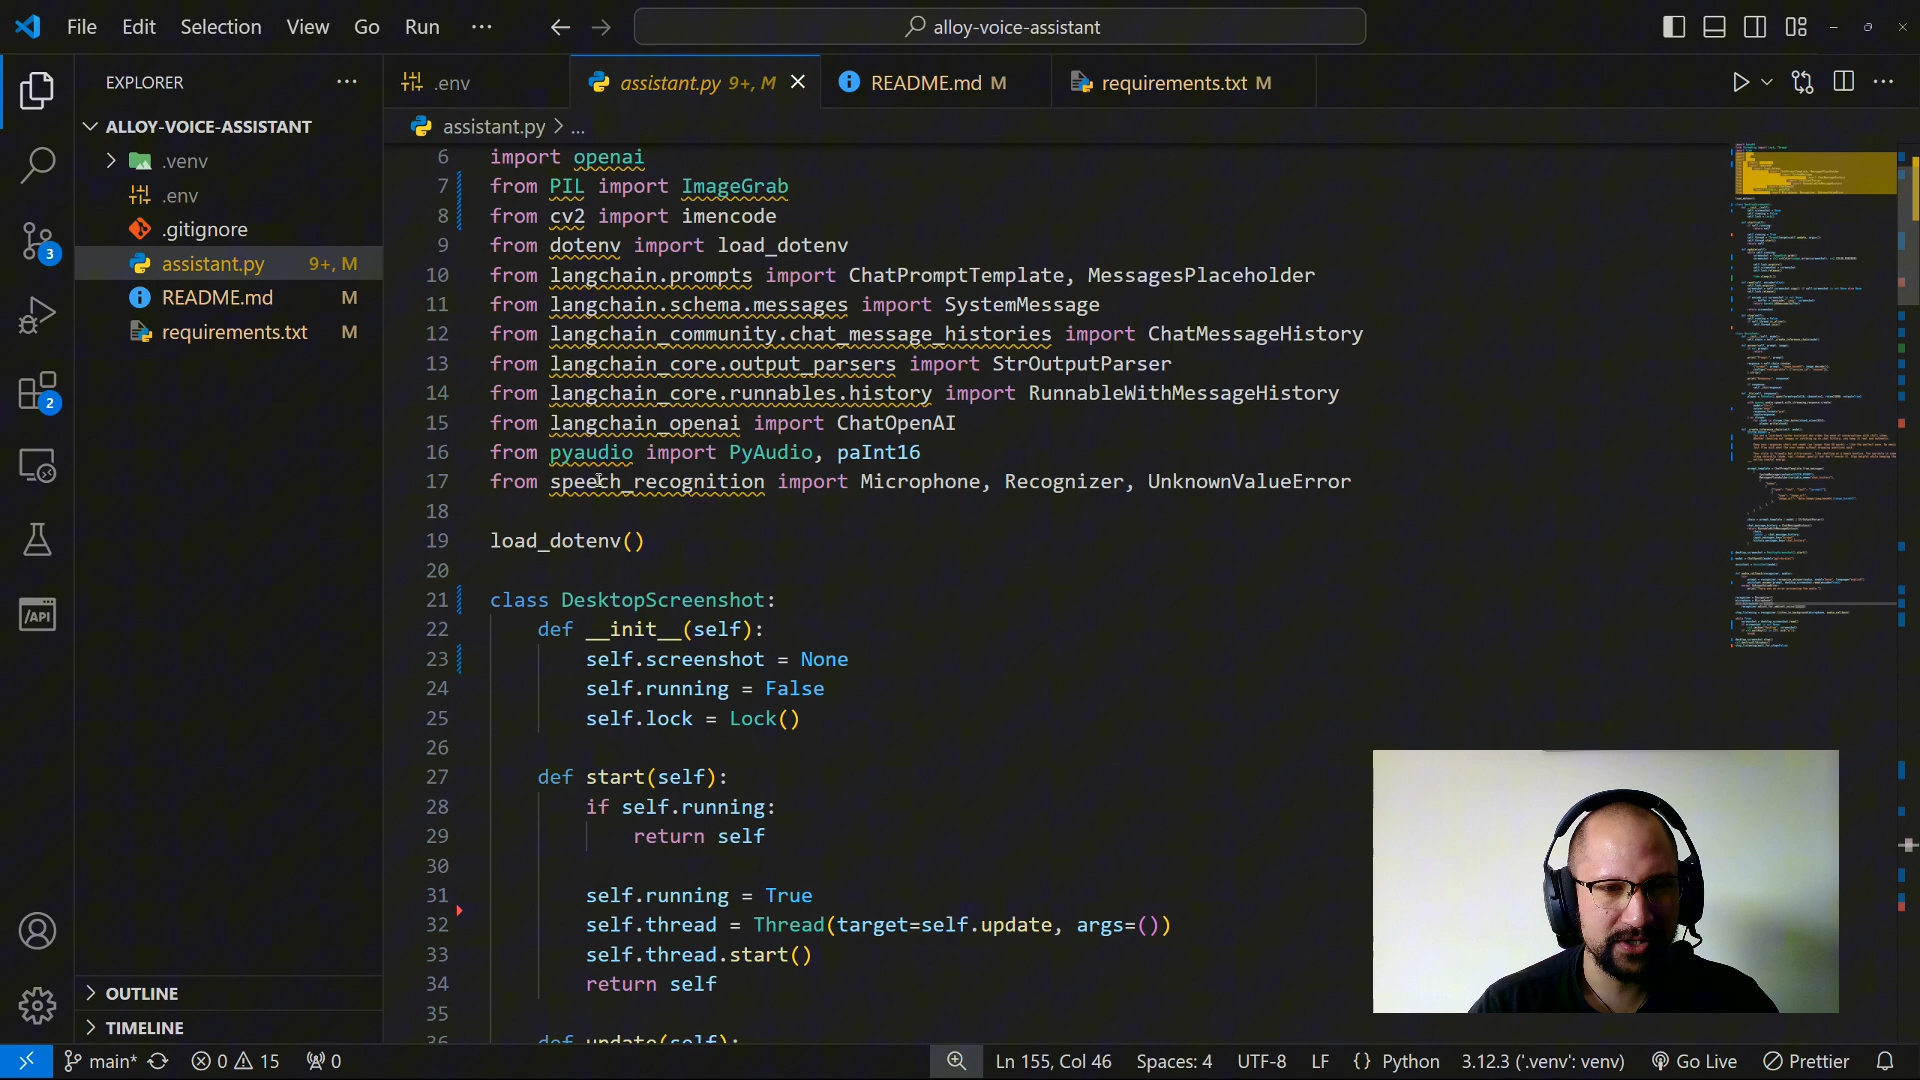 File Edit Selection View Go Run ···
alloy-voice-assistant
EXPLORER
ALLOY-VOICE-ASSISTANT
.venv
.env
.gitignore
assistant.py 9+, M
README.md M
requirements.txt M
OUTLINE
TIMELINE
3
2
/API
.env
assistant.py 9+, M
README.md M
requirements.txt M
assistant.py > ...
6 import openai
7 from PIL import ImageGrab
8 from cv2 import imencode
9 from dotenv import load_dotenv
10 from langchain.prompts import ChatPromptTemplate, MessagesPlaceholder
11 from langchain.schema.messages import SystemMessage
12 from langchain_community.chat_message_histories import ChatMessageHistory
13 from langchain_core.output_parsers import StrOutputParser
14 from langchain_core.runnables.history import RunnableWithMessageHistory
15 from langchain_openai import ChatOpenAI
16 from pyaudio import PyAudio, paInt16
17 from speech_recognition import Microphone, Recognizer, UnknownValueError
18
19 load_dotenv()
20
21 class DesktopScreenshot:
22 def __init__(self):
23 self.screenshot = None
24 self.running = False
25 self.lock = Lock()
26
27 def start(self):
28 if self.running:
29 return self
30
31 self.running = True
32 self.thread = Thread(target=self.update, args=())
33 self.thread.start()
34 return self
35
36 def update(self):
main* 0 15 0
Ln 155, Col 46 Spaces: 4 UTF-8 LF {} Python 3.12.3 ('.venv': venv) Go Live Prettier